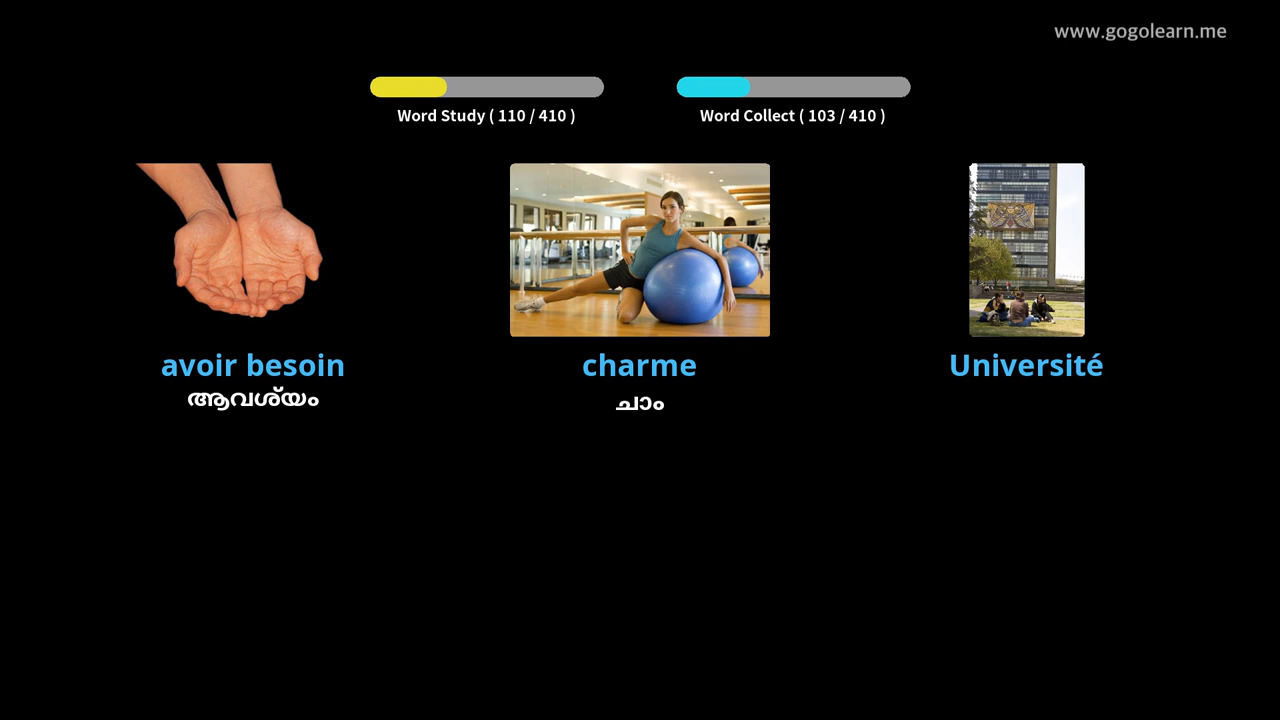 www.gogolearn.me
Word Study ( 110 / 410 )
Word Collect ( 103 / 410 )
avoir besoin
ആവശ്യം
charme
ചാം
Université